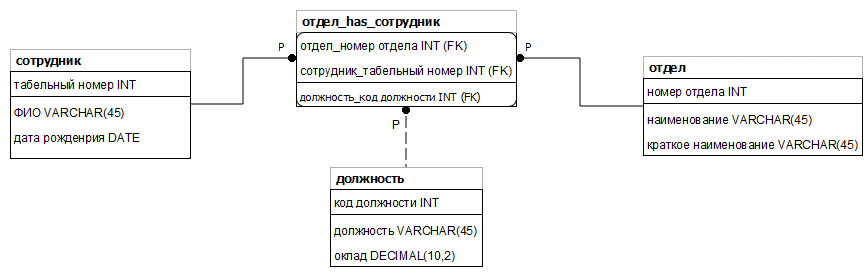 отдел_has_сотрудник
отдел_номер отдела INT (FK)
сотрудник_табельный номер INT (FK)
должность_код должности INT (FK)
P
P
P
сотрудник
табельный номер INT
ФИО VARCHAR(45)
дата рожденрия DATE
отдел
номер отдела INT
наименование VARCHAR(45)
краткое наименование VARCHAR(45)
должность
код должности INT
должность VARCHAR(45)
оклад DECIMAL(10,2)